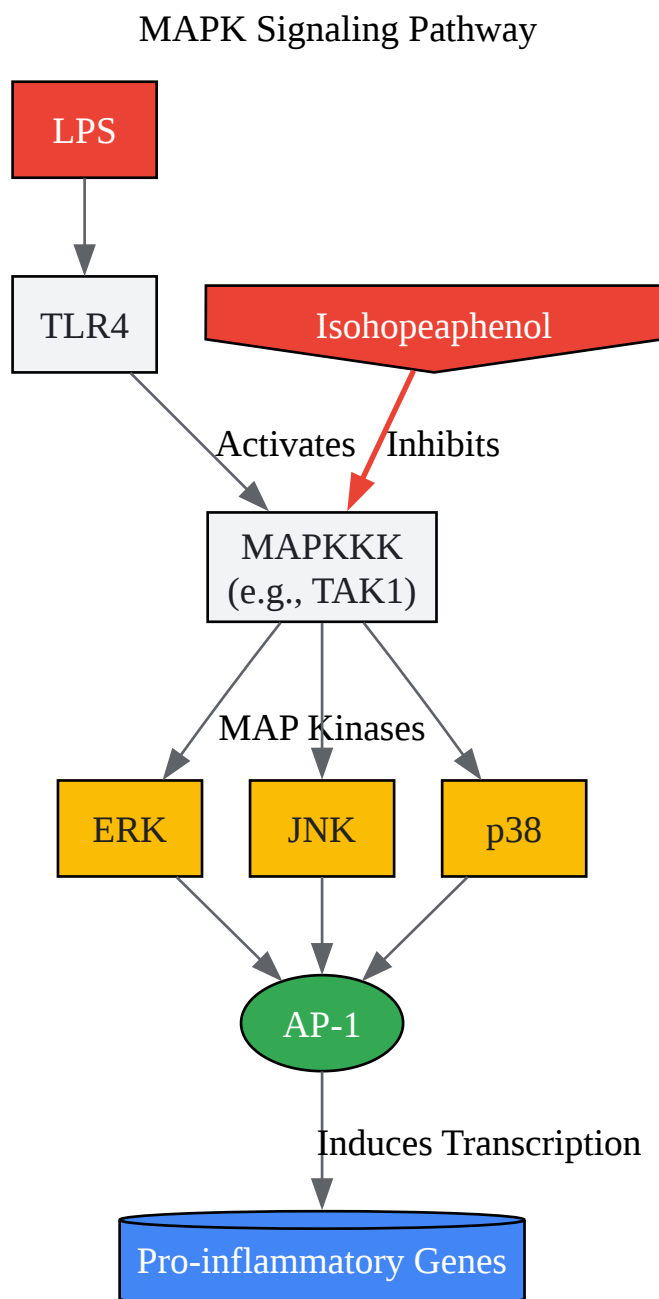 MAPK Signaling Pathway
LPS
TLR4
Isohopeaphenol
Activates
Inhibits
MAPKKK
(e.g., TAK1)
MAP Kinases
ERK
JNK
p38
AP-1
Induces Transcription
Pro-inflammatory Genes